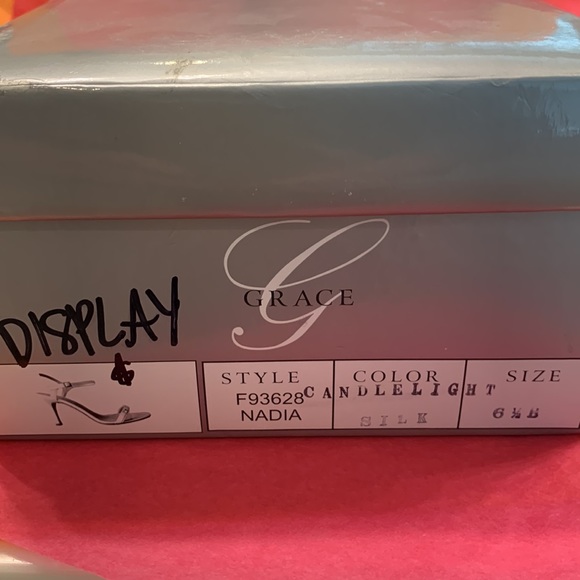 G
GRACE
DISPLAY
STYLE COLOR SIZE
F93628 CANDLELIGHT
NADIA SILK 6½B